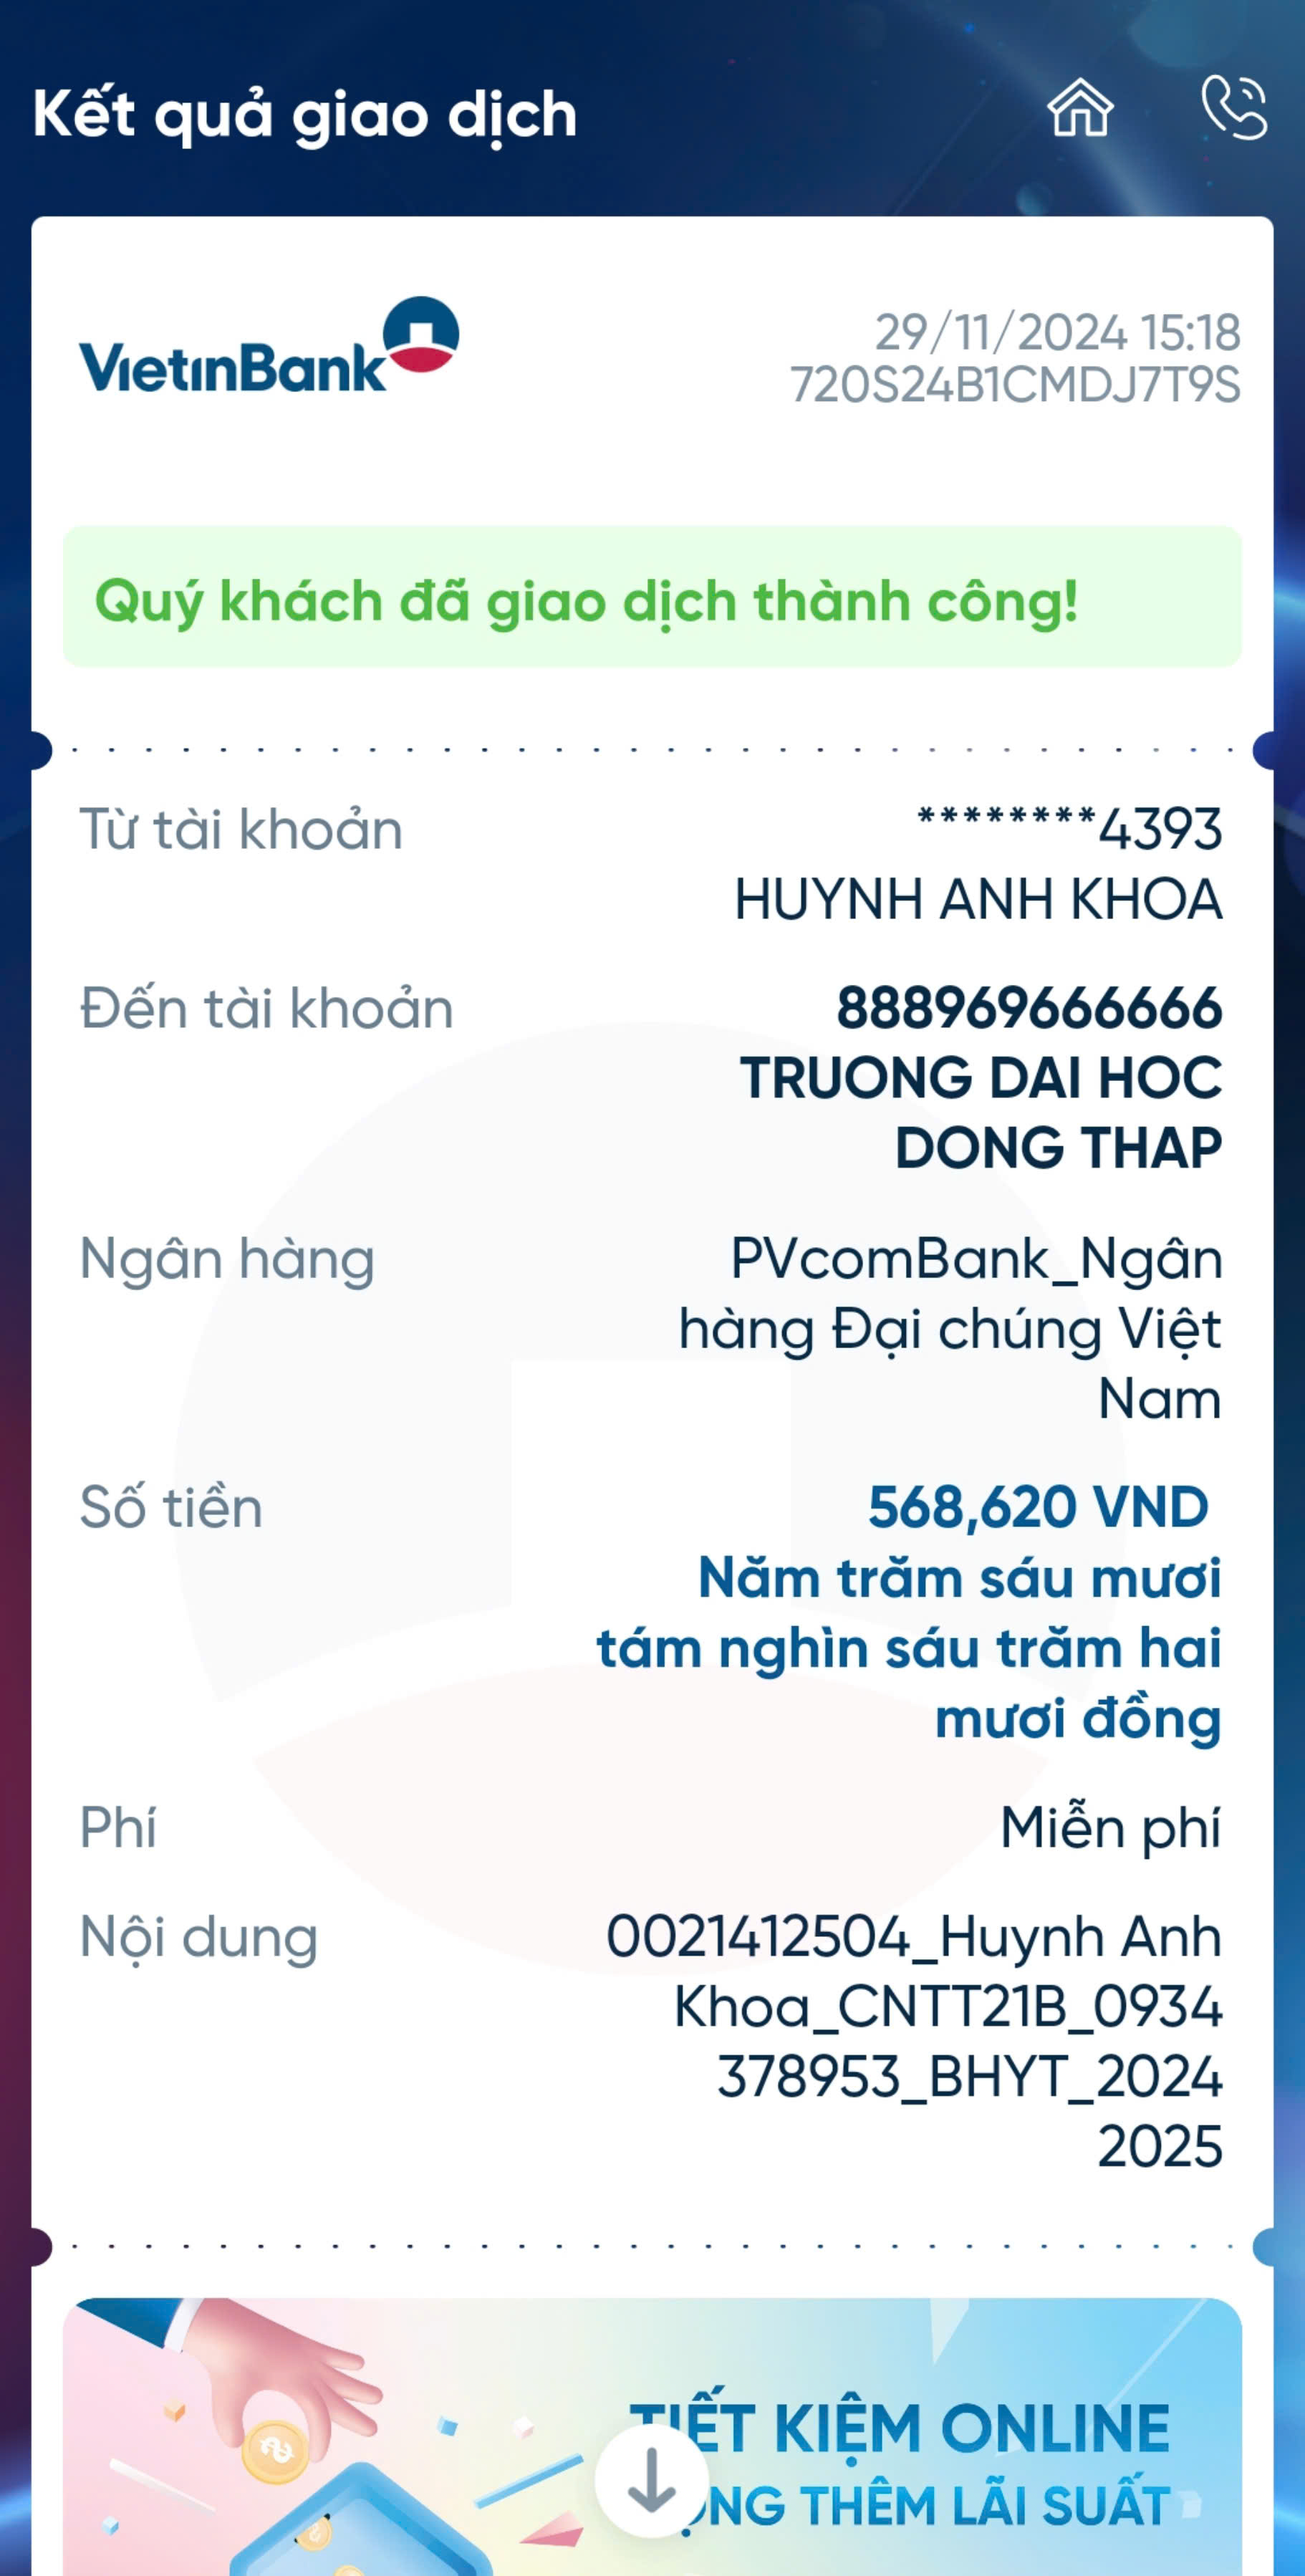 Kết quả giao dịch
VietinBank
29/11/2024 15:18
720S24B1CMDJ7T9S
Quý khách đã giao dịch thành công!
Từ tài khoản
********4393
HUYNH ANH KHOA
Đến tài khoản
888969666666
TRUONG DAI HOC
DONG THAP
Ngân hàng
PVcomBank_Ngân
hàng Đại chúng Việt
Nam
Số tiền
568,620 VND
Năm trăm sáu mươi
tám nghìn sáu trăm hai
mươi đồng
Phí
Miễn phí
Nội dung
0021412504_Huynh Anh
Khoa_CNTT21B_0934
378953_BHYT_2024
2025
TIẾT KIỆM ONLINE
THÊM LÃI SUẤT